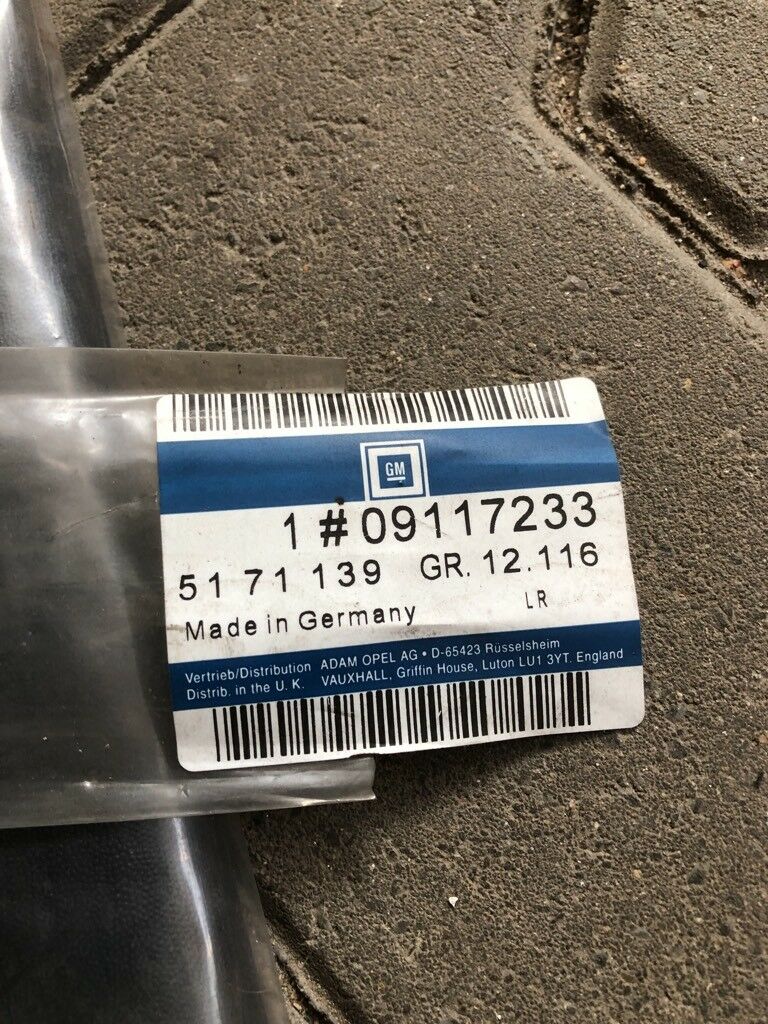 GM
1 # 09117233
51 71 139 GR. 12.116
Made in Germany LR
Vertrieb/Distribution ADAM OPEL AG • D-65423 Rüsselsheim
Distrib. in the U. K. VAUXHALL, Griffin House, Luton LU1 3YT. England